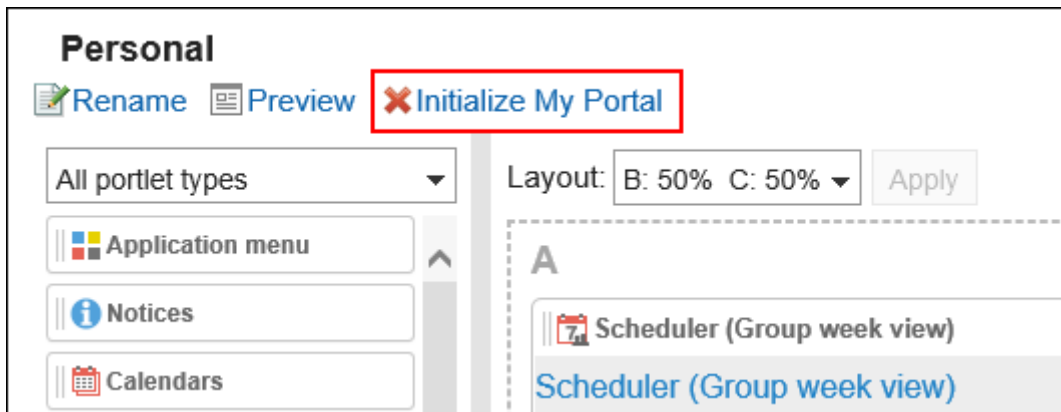 Personal
Rename Preview Initialize My Portal
All portlet types
Layout: B: 50% C: 50% Apply
Application menu
A
Notices
7 Scheduler (Group week view)
Calendars
Scheduler (Group week view)